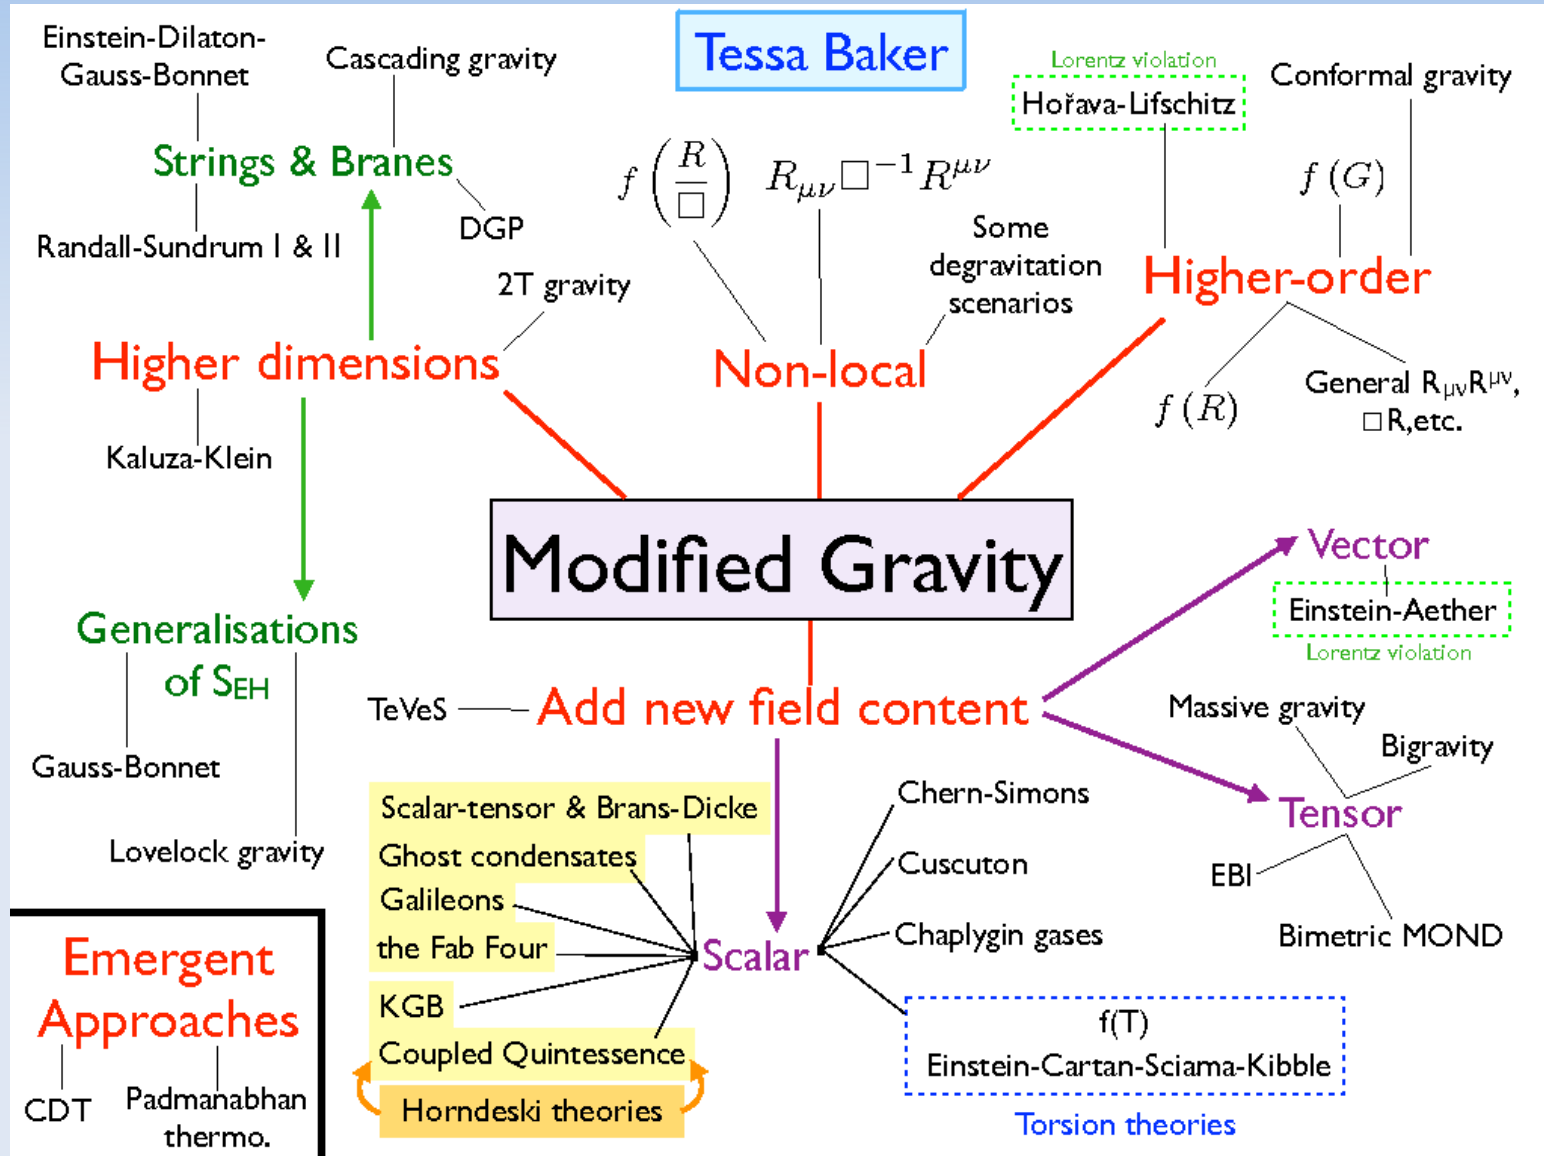 Tessa Baker
Einstein-Dilaton-
Gauss-Bonnet
Cascading gravity
Strings & Branes
Randall-Sundrum I & II
DGP
2T gravity
Higher dimensions
Kaluza-Klein
Generalisations
of S_EH
Gauss-Bonnet
Lovelock gravity
f(R/□)
R_μν □⁻¹ R^μν
Some
degravitation
scenarios
Non-local
Lorentz violation
Hořava-Lifschitz
Conformal gravity
f(G)
Higher-order
f(R)
General R_μν R^μν,
□R,etc.
Modified Gravity
Vector
Einstein-Aether
Lorentz violation
TeVeS
Add new field content
Massive gravity
Bigravity
Tensor
EBI
Bimetric MOND
Scalar-tensor & Brans-Dicke
Ghost condensates
Galileons
the Fab Four
KGB
Coupled Quintessence
Horndeski theories
Scalar
Chern-Simons
Cuscuton
Chaplygin gases
f(T)
Einstein-Cartan-Sciama-Kibble
Torsion theories
Emergent
Approaches
CDT
Padmanabhan
thermo.